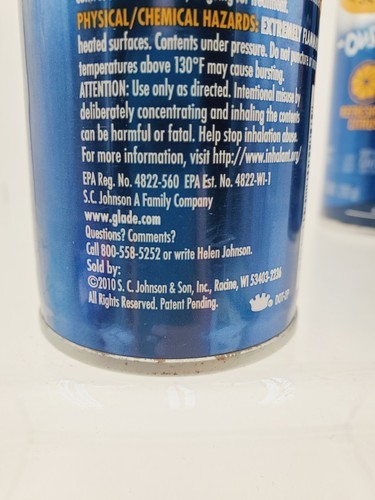 PHYSICAL/CHEMICAL HAZARDS: EXTREMELY
heated surfaces. Contents under pressure. Do not puncture
temperatures above 130°F may cause bursting.
ATTENTION: Use only as directed. Intentional misuse by
deliberately concentrating and inhaling the contents
can be harmful or fatal. Help stop inhalation abuse.
For more information, visit http://www.inhalant.org/
EPA Reg. No. 4822-560 EPA Est. No. 4822-WI-1
S.C. Johnson A Family Company
www.glade.com
Questions? Comments?
Call 800-558-5252 or write Helen Johnson.
Sold by:
©2010 S. C. Johnson & Son, Inc., Racine, WI 53403-2236
All Rights Reserved. Patent Pending.